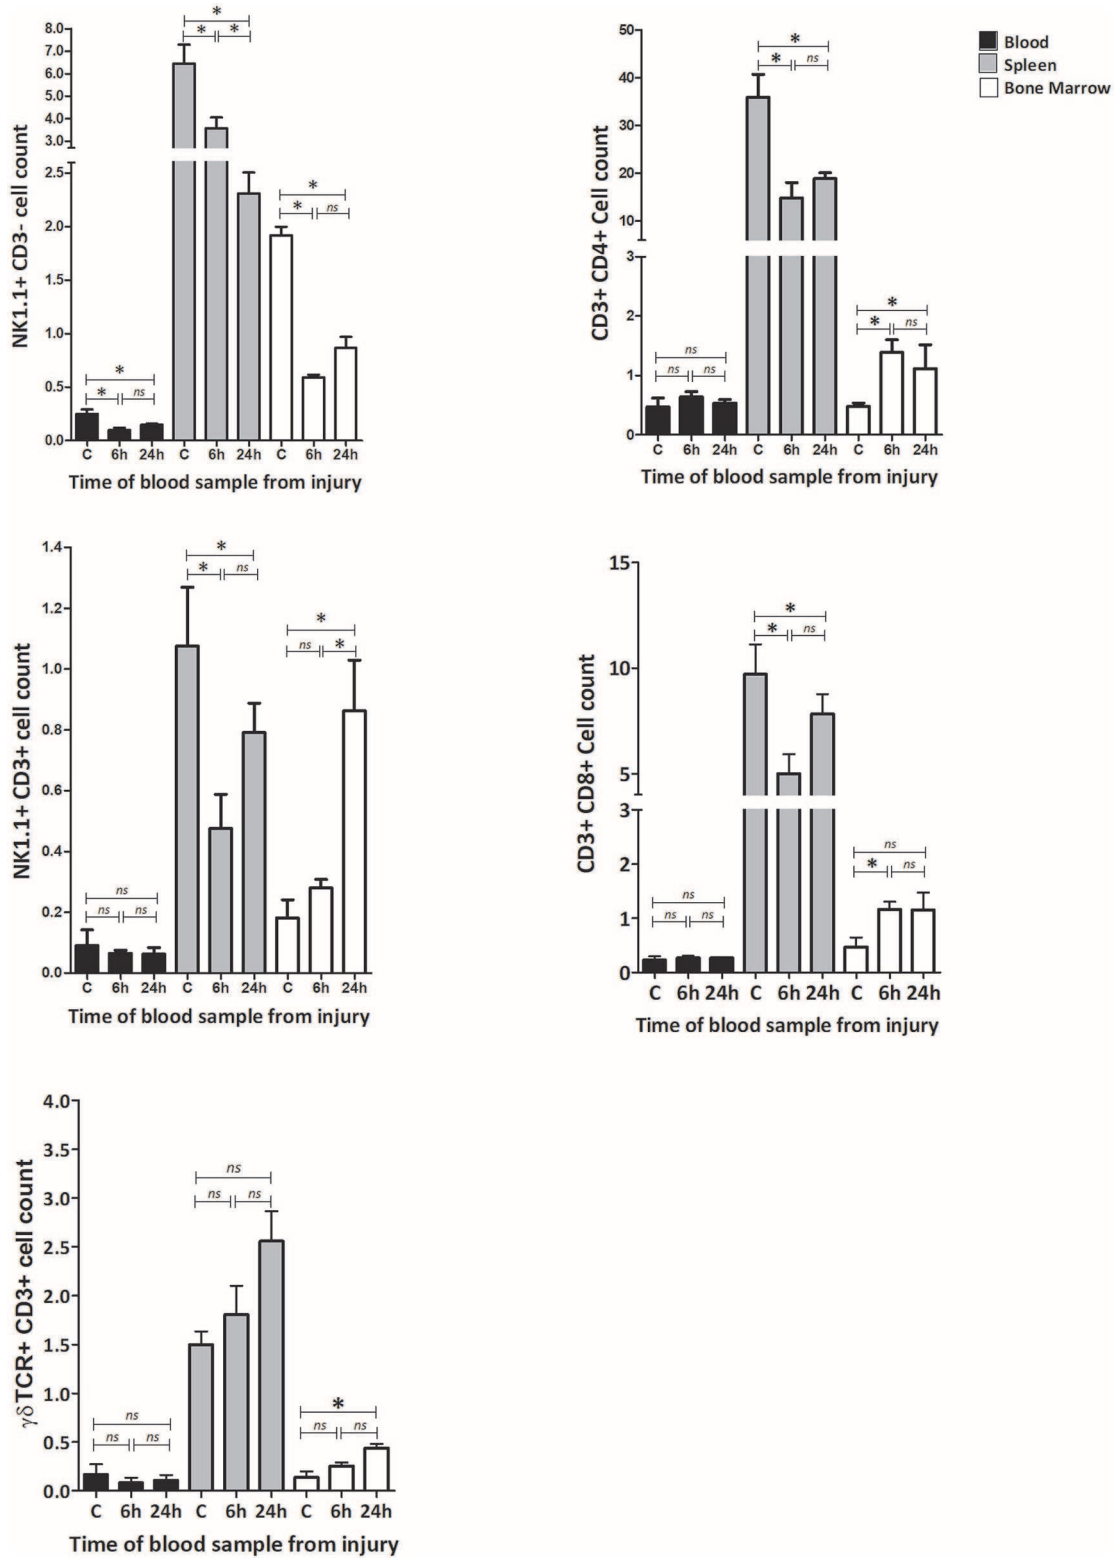 Blood
Spleen
Bone Marrow
NK1.1+ CD3- cell count
8.0
7.0
6.0
5.0
4.0
3.0
2.5
2.0
1.5
1.0
0.5
0.0
* 
* *
*
* ns
*
* ns
C 6h 24h C 6h 24h C 6h 24h
Time of blood sample from injury
CD3+ CD4+ Cell count
50
40
30
20
10
3
2
1
0
*
* ns
ns
ns ns
*
* ns
C 6h 24h C 6h 24h C 6h 24h
Time of blood sample from injury
NK1.1+ CD3+ cell count
1.4
1.2
1.0
0.8
0.6
0.4
0.2
0.0
*
* ns
*
ns *
ns
ns ns
C 6h 24h C 6h 24h C 6h 24h
Time of blood sample from injury
CD3+ CD8+ Cell count
15
10
5
3
2
1
0
*
* ns
ns
* ns
ns
ns ns
C 6h 24h C 6h 24h C 6h 24h
Time of blood sample from injury
γδTCR+ CD3+ cell count
4.0
3.5
3.0
2.5
2.0
1.5
1.0
0.5
0.0
ns
ns ns
*
ns ns
ns
ns ns
C 6h 24h C 6h 24h C 6h 24h
Time of blood sample from injury